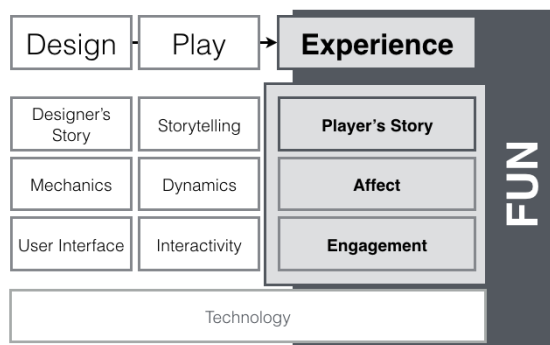 Design
Play
Experience
Designer's
Story
Storytelling
Player's Story
Mechanics
Dynamics
Affect
User Interface
Interactivity
Engagement
Technology
FUN